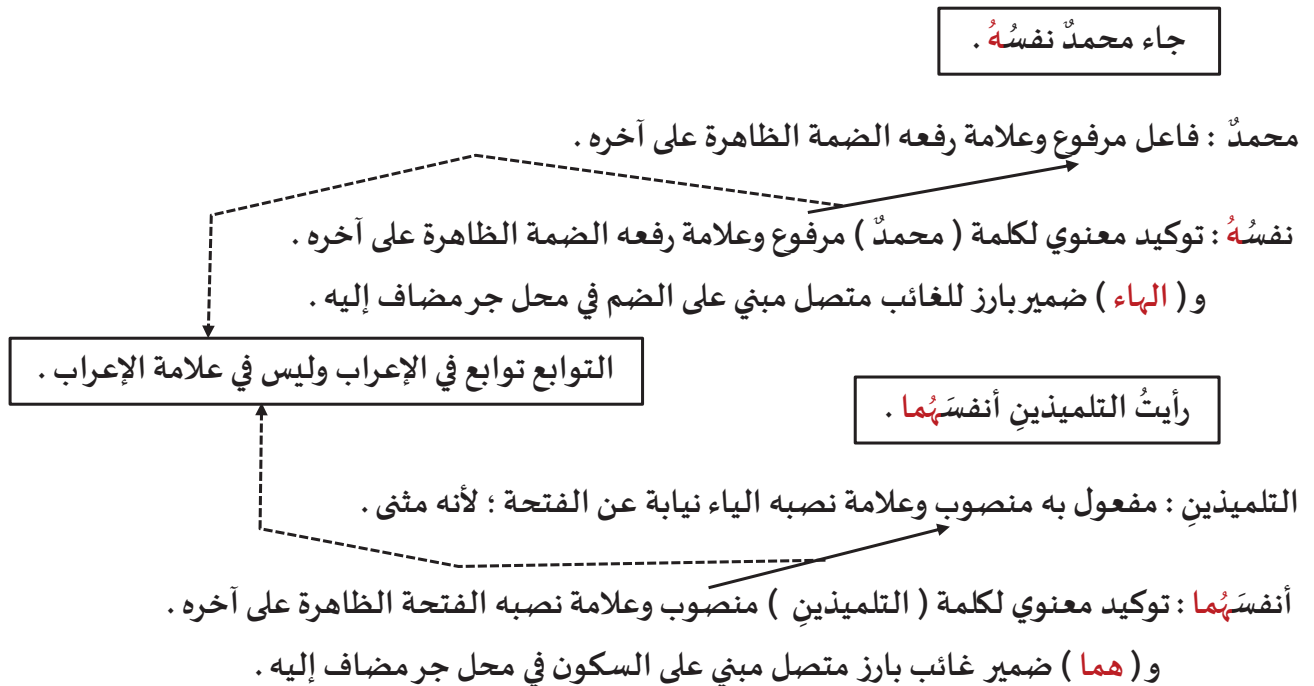 جاء محمدٌ نفسُهُ .
محمدٌ : فاعل مرفوع وعلامة رفعه الضمة الظاهرة على آخره .
نفسُهُ : توكيد معنوي لكلمة ( محمدٌ ) مرفوع وعلامة رفعه الضمة الظاهرة على آخره .
و ( الهاء ) ضمير بارز للغائب متصل مبني على الضم في محل جر مضاف إليه .
التوابع توابع في الإعراب وليس في علامة الإعراب .
رأيتُ التلميذينِ أنفسَهُما .
التلميذينِ : مفعول به منصوب وعلامة نصبه الياء نيابة عن الفتحة ؛ لأنه مثنى .
أنفسَهُما : توكيد معنوي لكلمة ( التلميذينِ ) منصوب وعلامة نصبه الفتحة الظاهرة على آخره .
و ( هما ) ضمير غائب بارز متصل مبني على السكون في محل جر مضاف إليه .